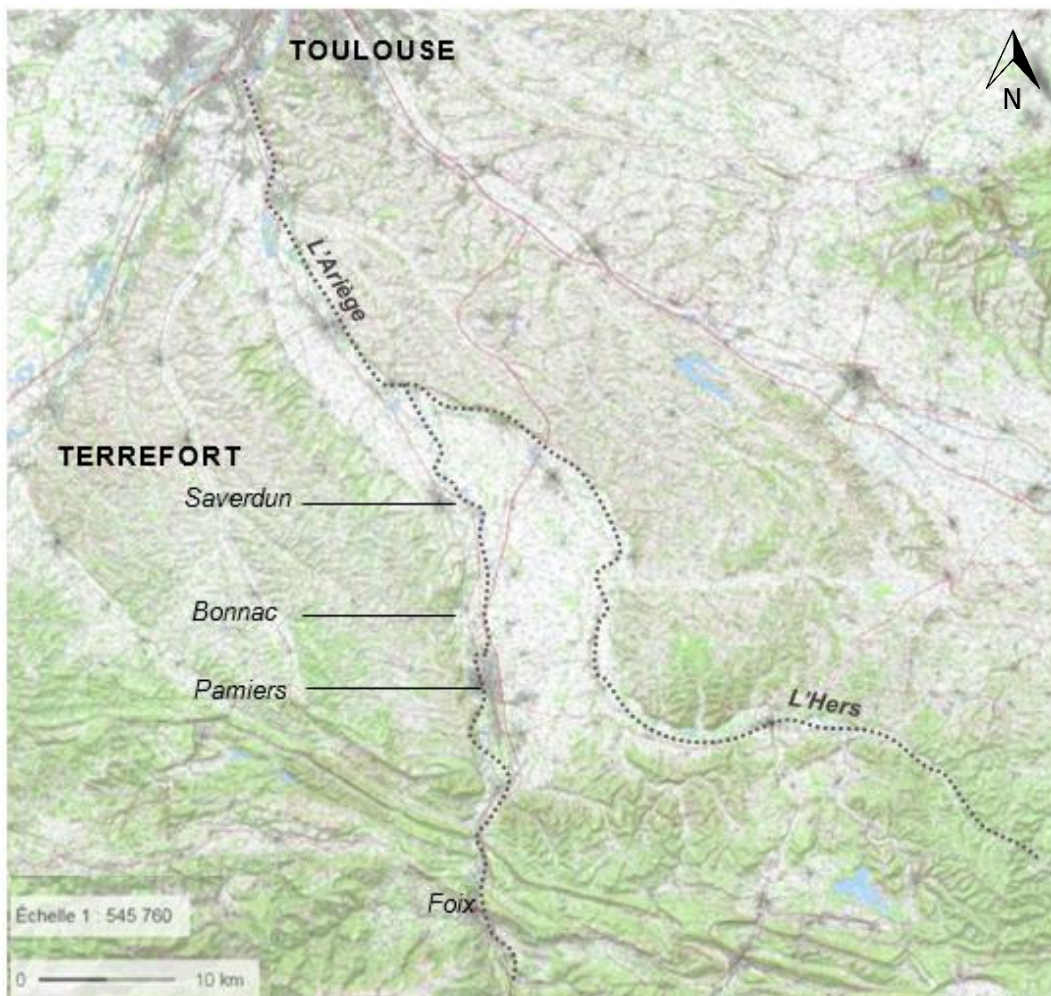 TOULOUSE
N
L'Ariège
TERREFORT
Saverdun
Bonnac
Pamiers
L'Hers
Foix
Échelle 1 : 545 760
0 10 km